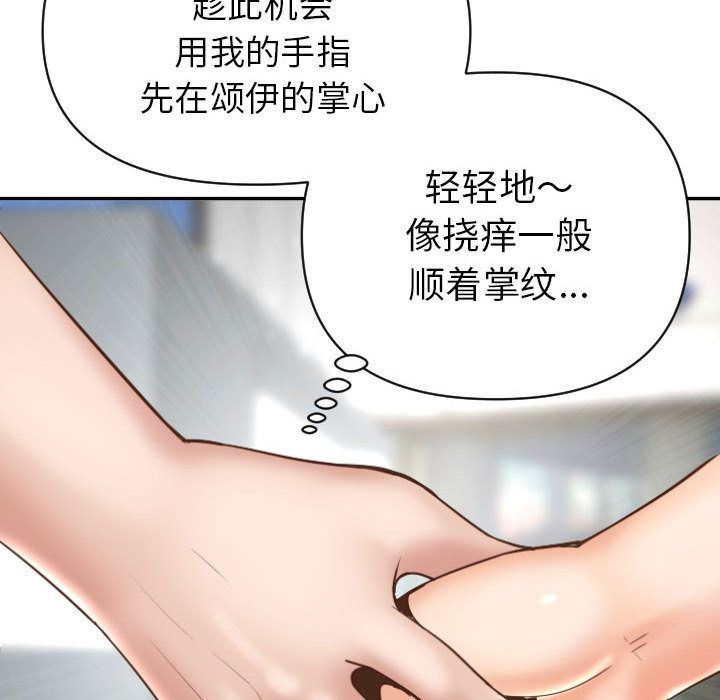 趁此机会
用我的手指
先在颂伊的掌心
轻轻地～
像挠痒一般
顺着掌纹...